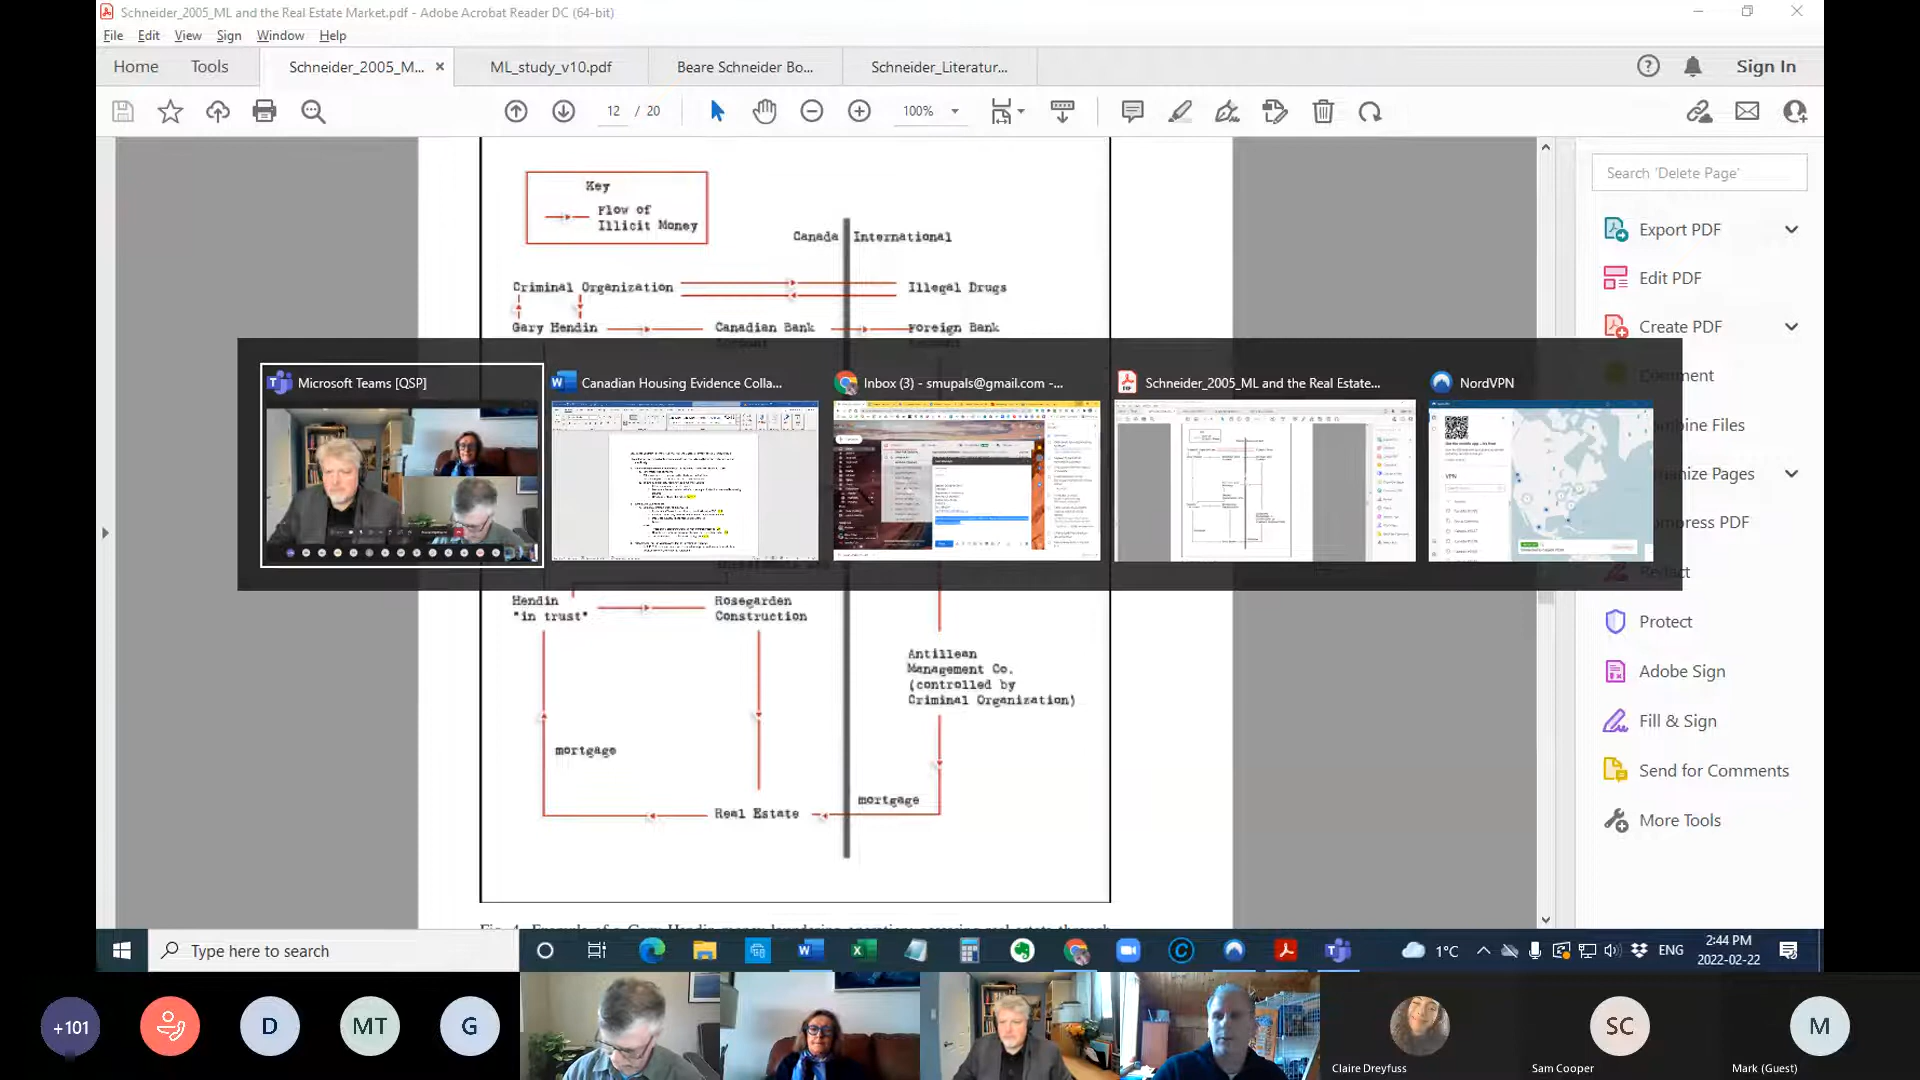 Schneider_2005_ML and the Real Estate Market.pdf - Adobe Acrobat Reader DC (64-bit)
File Edit View Sign Window Help
Home Tools Schneider_2005_M... × ML_study_v10.pdf Beare Schneider Bo... Schneider_Literatur... Sign In
12 / 20 100%
Search 'Delete Page'
Export PDF
Edit PDF
Create PDF
Comment
mbine Files
Compress PDF
Redact
Protect
Adobe Sign
Fill & Sign
Send for Comments
More Tools
Key
Flow of
Illicit Money
Canada International
Criminal Organization Illegal Drugs
Gary Hendin Canadian Bank Foreign Bank
Microsoft Teams [QSP]
Canadian Housing Evidence Colla...
Inbox (3) - smupals@gmail.com -...
Schneider_2005_ML and the Real Estate...
NordVPN
Hendin Rosegarden
"in trust" Construction
Antillean
Management Co.
(controlled by
Criminal Organization)
mortgage
mortgage
Real Estate
Type here to search
1°C ENG 2:44 PM
2022-02-22
+101 D MT G SC M
Claire Dreyfuss Sam Cooper Mark (Guest)